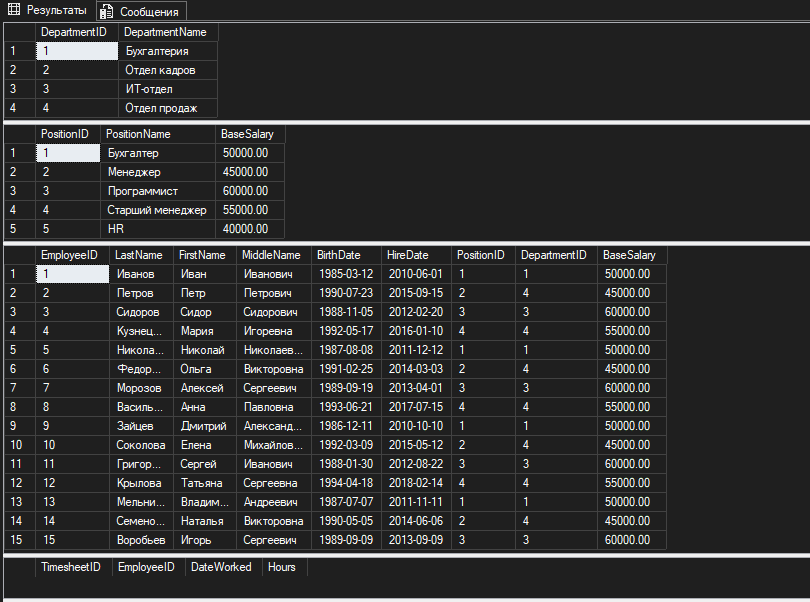 Результаты Сообщения
DepartmentID DepartmentName
1 1 Бухгалтерия
2 2 Отдел кадров
3 3 ИТ-отдел
4 4 Отдел продаж
PositionID PositionName BaseSalary
1 1 Бухгалтер 50000.00
2 2 Менеджер 45000.00
3 3 Программист 60000.00
4 4 Старший менеджер 55000.00
5 5 HR 40000.00
EmployeeID LastName FirstName MiddleName BirthDate HireDate PositionID DepartmentID BaseSalary
1 1 Иванов Иван Иванович 1985-03-12 2010-06-01 1 1 50000.00
2 2 Петров Петр Петрович 1990-07-23 2015-09-15 2 4 45000.00
3 3 Сидоров Сидор Сидорович 1988-11-05 2012-02-20 3 3 60000.00
4 4 Кузнец... Мария Игоревна 1992-05-17 2016-01-10 4 4 55000.00
5 5 Никола... Николай Николаев... 1987-08-08 2011-12-12 1 1 50000.00
6 6 Федор... Ольга Викторовна 1991-02-25 2014-03-03 2 4 45000.00
7 7 Морозов Алексей Сергеевич 1989-09-19 2013-04-01 3 3 60000.00
8 8 Василь... Анна Павловна 1993-06-21 2017-07-15 4 4 55000.00
9 9 Зайцев Дмитрий Александ... 1986-12-11 2010-10-10 1 1 50000.00
10 10 Соколова Елена Михайлов... 1992-03-09 2015-05-12 2 4 45000.00
11 11 Григор... Сергей Иванович 1988-01-30 2012-08-22 3 3 60000.00
12 12 Крылова Татьяна Сергеевна 1994-04-18 2018-02-14 4 4 55000.00
13 13 Мельни... Владим... Андреевич 1987-07-07 2011-11-11 1 1 50000.00
14 14 Семено... Наталья Викторовна 1990-05-05 2014-06-06 2 4 45000.00
15 15 Воробьев Игорь Сергеевич 1989-09-09 2013-09-09 3 3 60000.00
TimesheetID EmployeeID DateWorked Hours